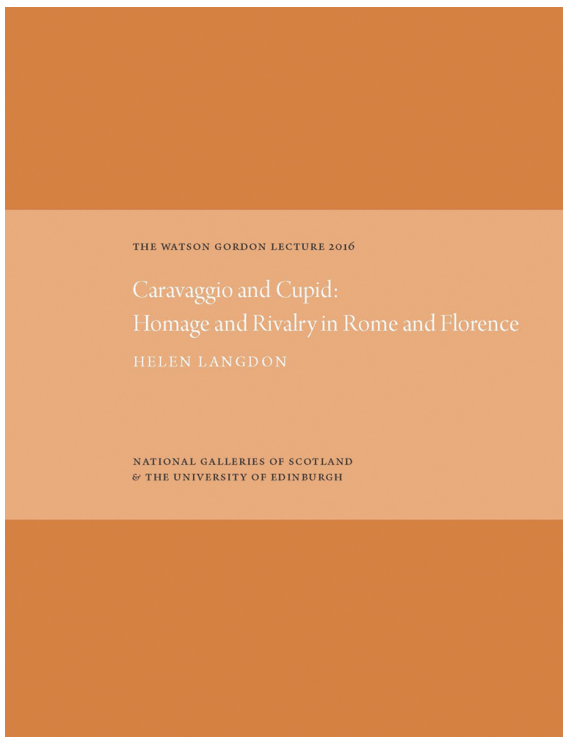 THE WATSON GORDON LECTURE 2016
Caravaggio and Cupid:
Homage and Rivalry in Rome and Florence
HELEN LANGDON
NATIONAL GALLERIES OF SCOTLAND
& THE UNIVERSITY OF EDINBURGH